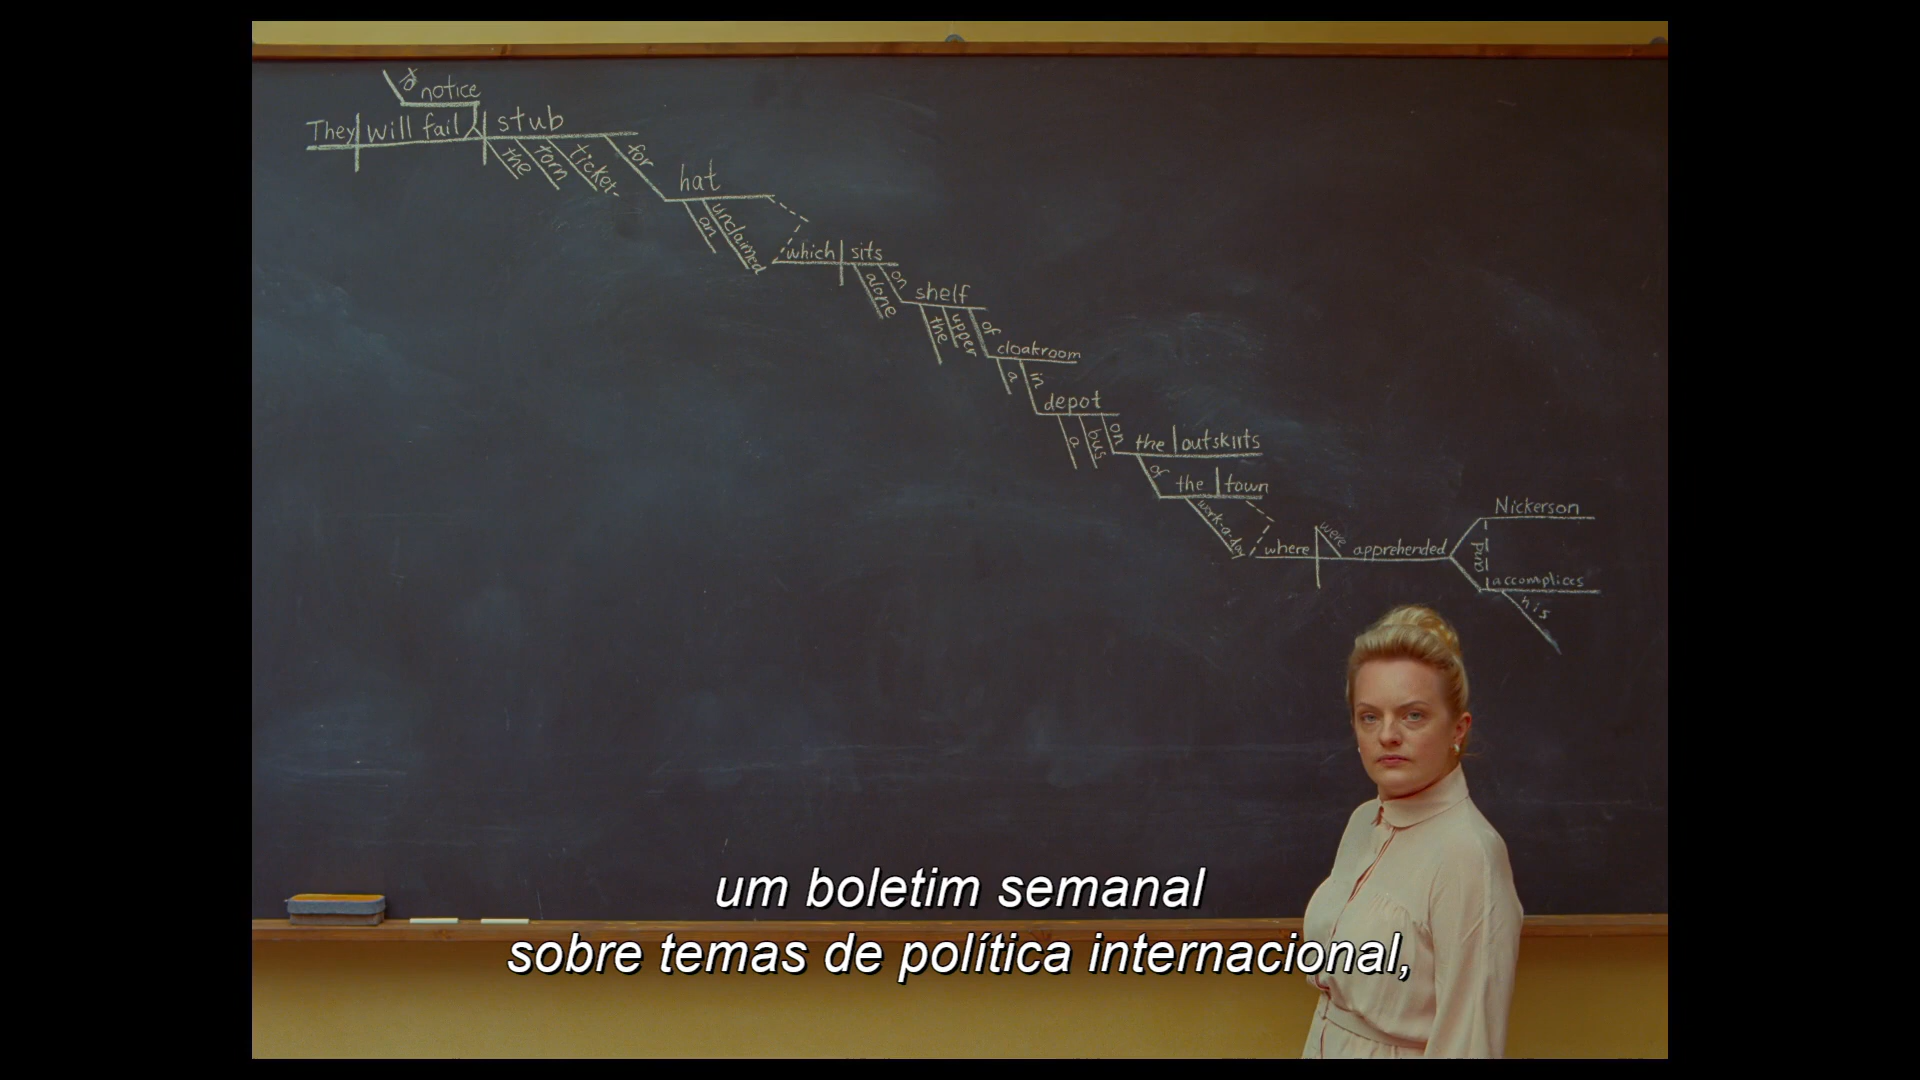 to
notice
They will fail stub
the torn ticket- for
hat
an unclaimed
which sits
alone on
shelf
the upper of
cloakroom
a in
depot
a bus on
the outskirts
of
the town
work-a-day
where were apprehended
Nickerson
and
accomplices
his
um boletim semanal
sobre temas de política internacional,